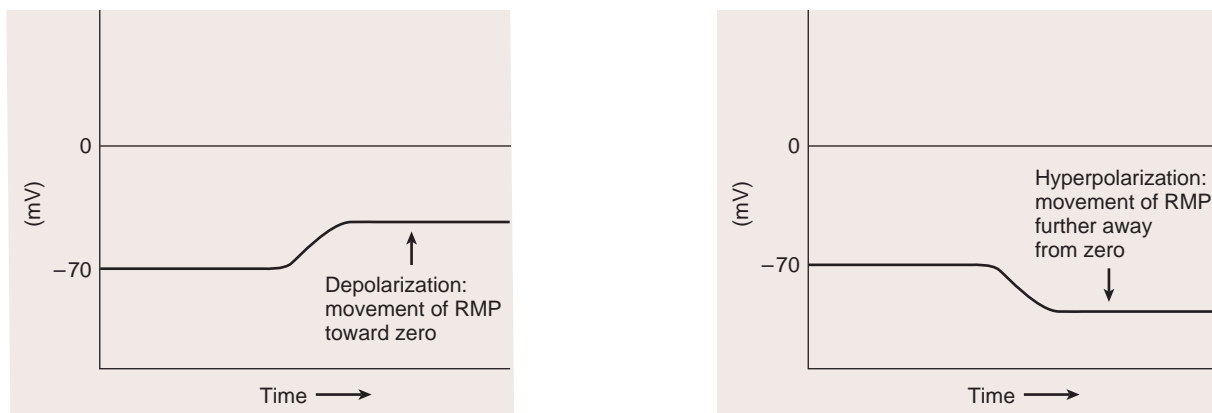 0
(mV)
–70
Depolarization:
movement of RMP
toward zero
Time
0
(mV)
Hyperpolarization:
movement of RMP
further away
from zero
–70
Time